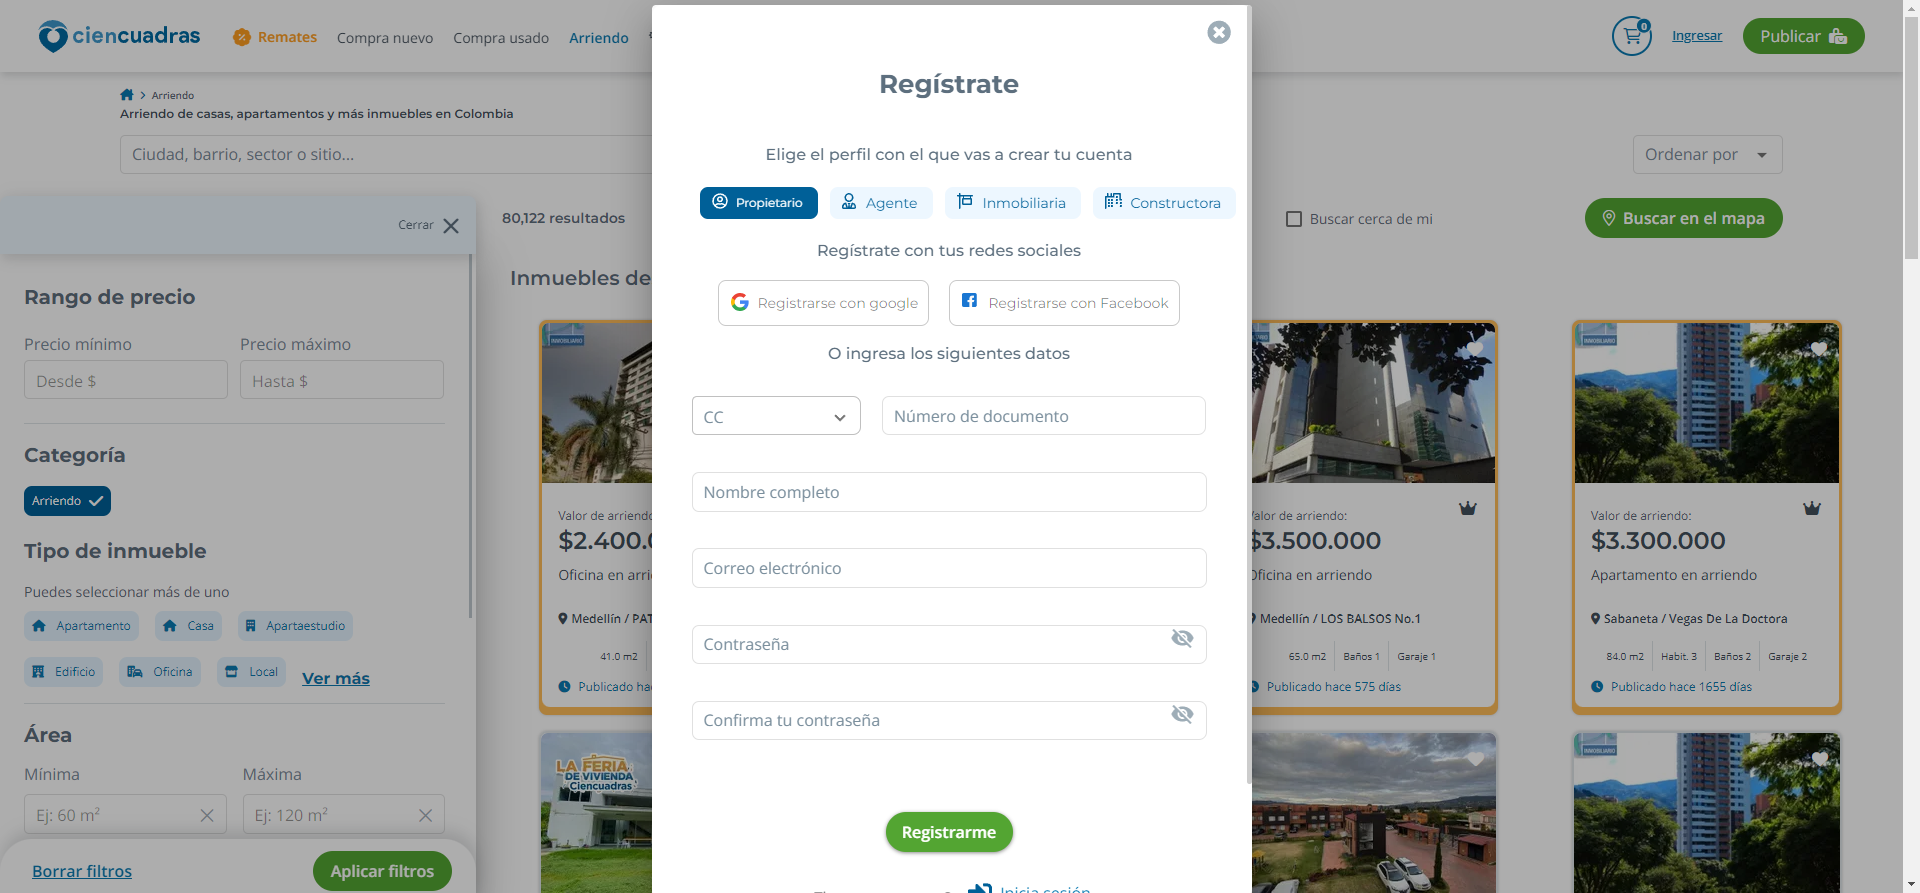 ciencuadras
Remates
Compra nuevo
Compra usado
Arriendo
0
Ingresar
Publicar
Arriendo
Arriendo de casas, apartamentos y más inmuebles en Colombia
Ciudad, barrio, sector o sitio...
Ordenar por
Cerrar
80,122 resultados
Buscar cerca de mi
Buscar en el mapa
Inmuebles de
Rango de precio
Precio mínimo
Precio máximo
Desde $
Hasta $
Categoría
Arriendo
Tipo de inmueble
Puedes seleccionar más de uno
Apartamento
Casa
Apartaestudio
Edificio
Oficina
Local
Ver más
Área
Mínima
Máxima
Ej: 60 m²
Ej: 120 m²
Borrar filtros
Aplicar filtros
Regístrate
Elige el perfil con el que vas a crear tu cuenta
Propietario
Agente
Inmobiliaria
Constructora
Regístrate con tus redes sociales
Registrarse con google
Registrarse con Facebook
O ingresa los siguientes datos
CC
Número de documento
Nombre completo
Correo electrónico
Contraseña
Confirma tu contraseña
Registrarme
Inicia sesión
INMOBILIARIO
Valor de arriendo:
$2.400.
Oficina en arri
Medellín / PAT
41.0 m2
Publicado ha
Valor de arriendo:
$3.500.000
Oficina en arriendo
Medellín / LOS BALSOS No.1
65.0 m2
Baños 1
Garaje 1
Publicado hace 575 días
INMOBILIARIO
Valor de arriendo:
$3.300.000
Apartamento en arriendo
Sabaneta / Vegas De La Doctora
84.0 m2
Habit. 3
Baños 2
Garaje 2
Publicado hace 1655 días
LA FERIA
DE VIVIENDA
Ciencuadras
INMOBILIARIO